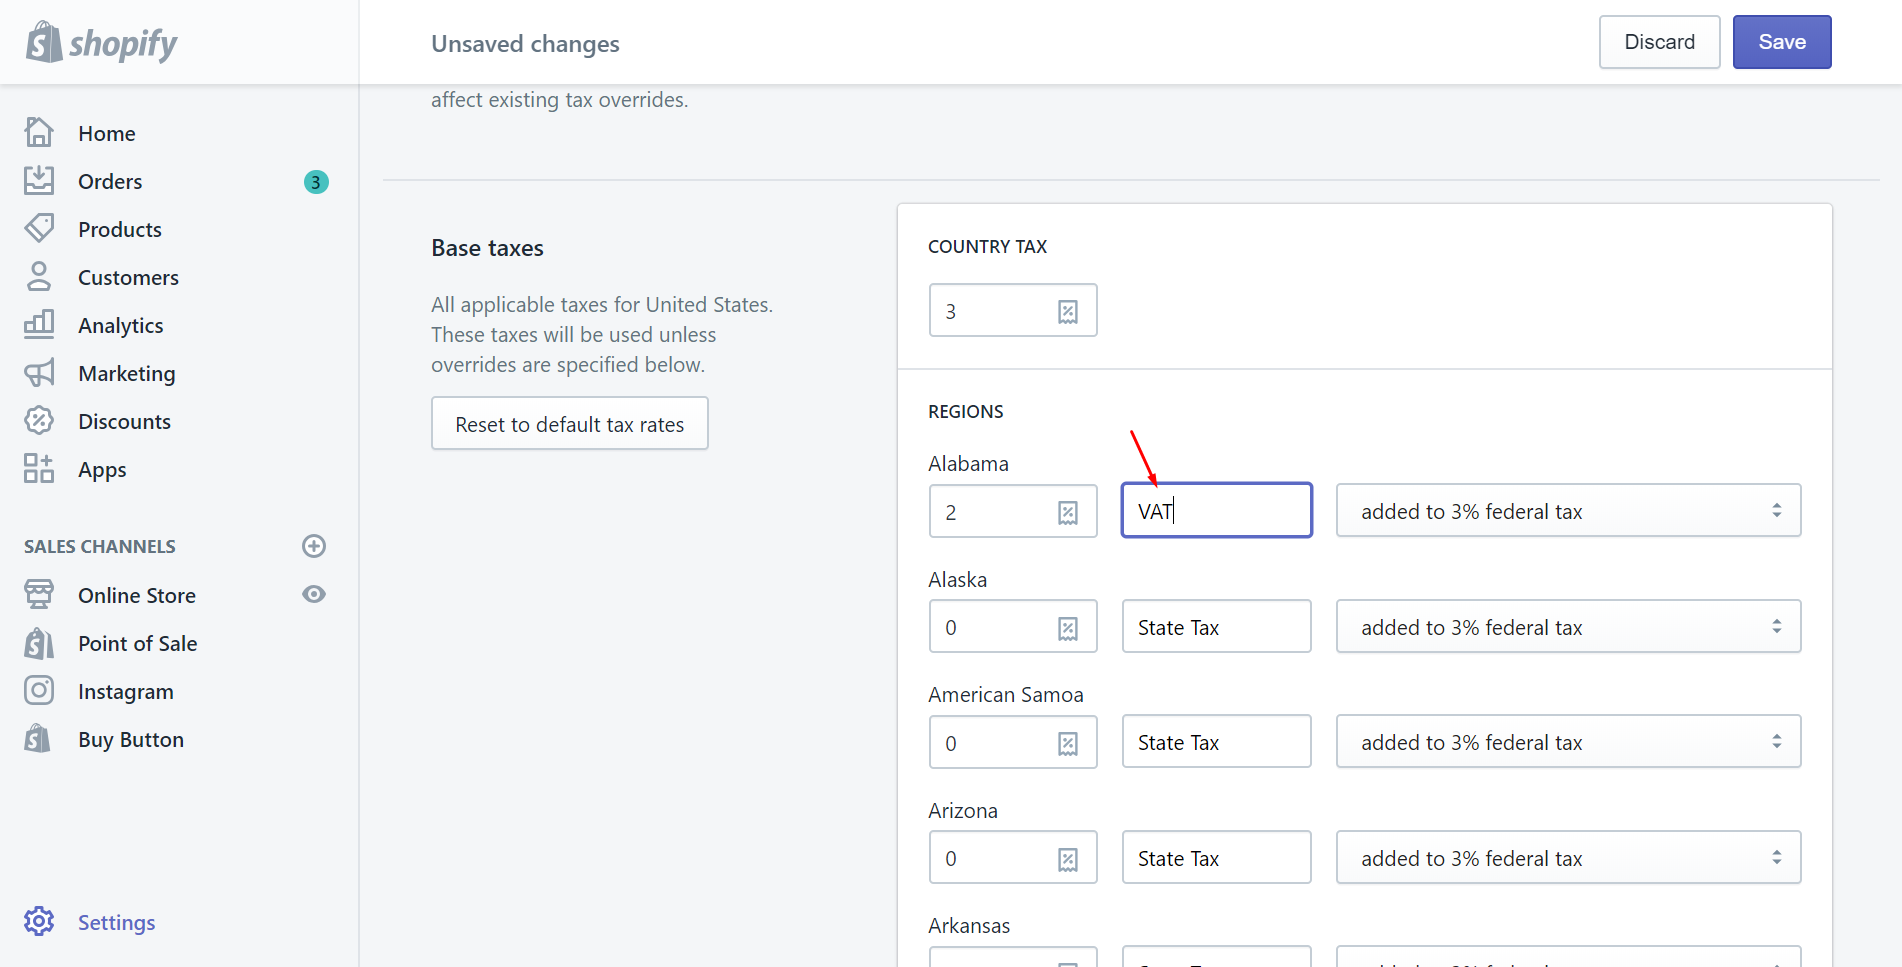 shopify
Unsaved changes
Discard
Save
Home
Orders
3
Products
Customers
Analytics
Marketing
Discounts
Apps
SALES CHANNELS
Online Store
Point of Sale
Instagram
Buy Button
Settings
affect existing tax overrides.
Base taxes
All applicable taxes for United States.
These taxes will be used unless
overrides are specified below.
Reset to default tax rates
COUNTRY TAX
3
REGIONS
Alabama
2 VAT added to 3% federal tax
Alaska
0 State Tax added to 3% federal tax
American Samoa
0 State Tax added to 3% federal tax
Arizona
0 State Tax added to 3% federal tax
Arkansas